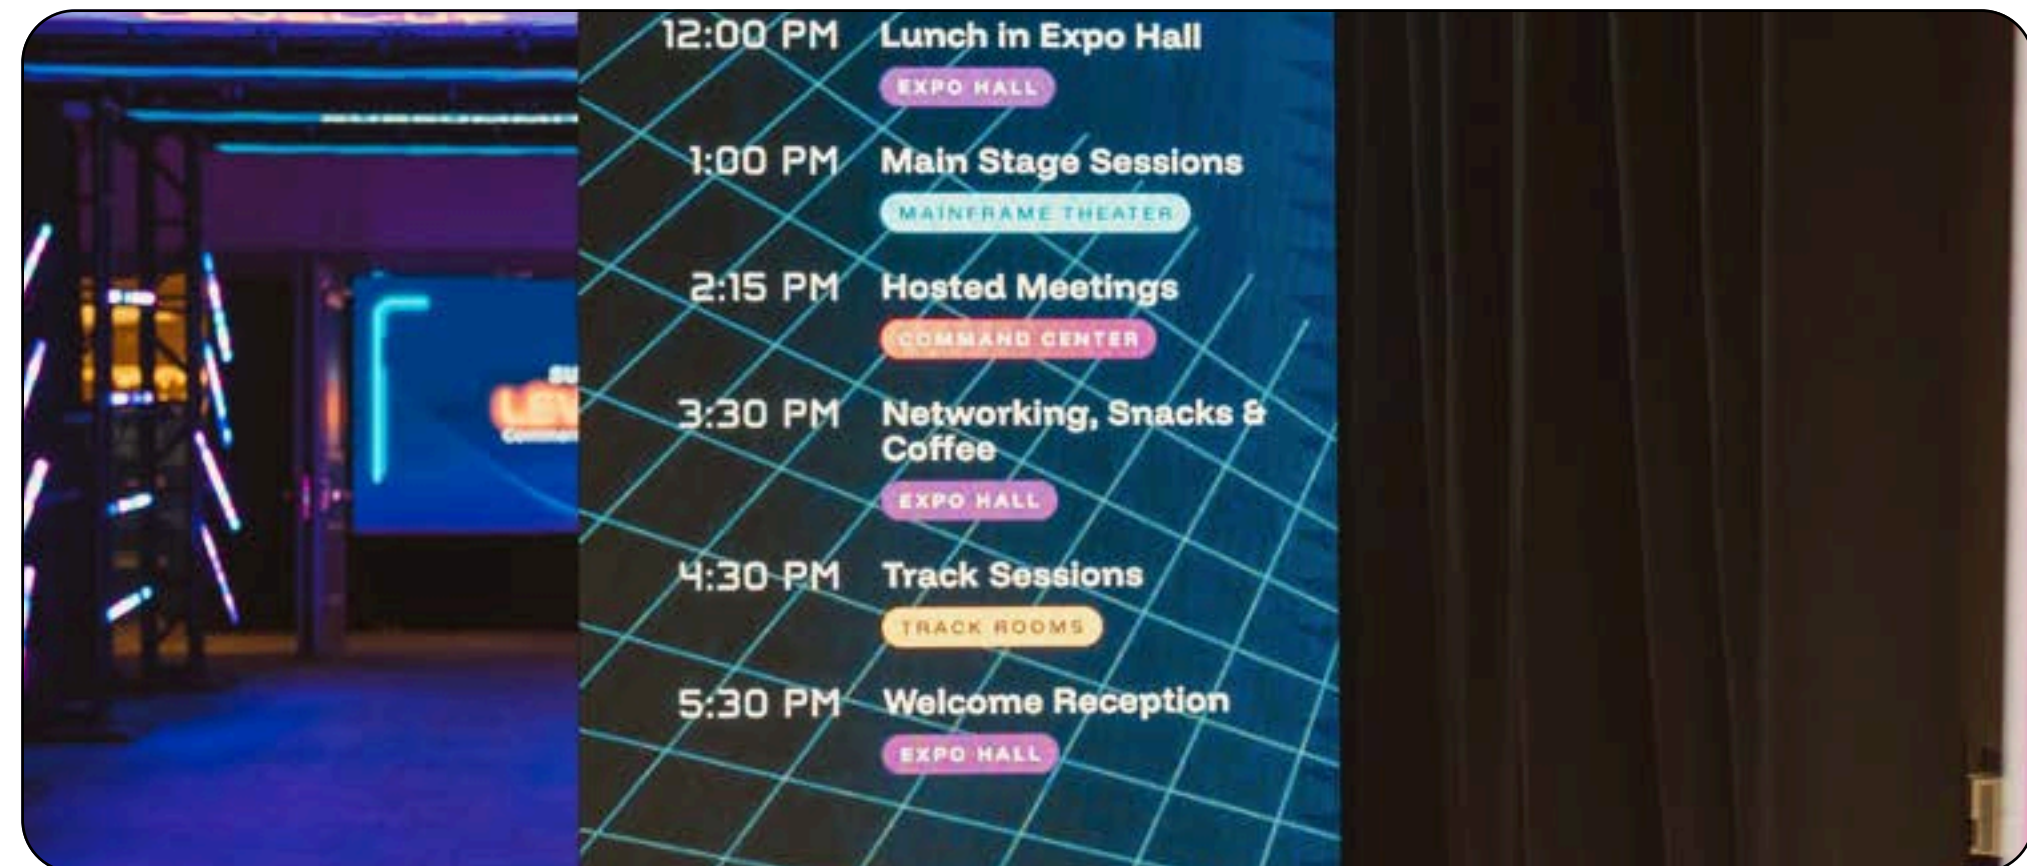 12:00 PM Lunch in Expo Hall
EXPO HALL
1:00 PM Main Stage Sessions
MAINFRAME THEATER
2:15 PM Hosted Meetings
COMMAND CENTER
3:30 PM Networking, Snacks &
Coffee
EXPO HALL
4:30 PM Track Sessions
TRACK ROOMS
5:30 PM Welcome Reception
EXPO HALL